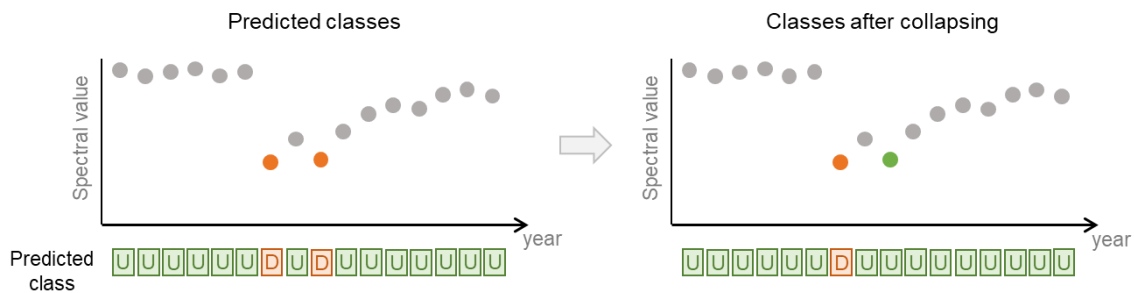 Predicted classes
Classes after collapsing
Spectral value
Spectral value
year
year
Predicted
class
U U U U U U D U D U U U U U U U
U U U U U U D U U U U U U U U U